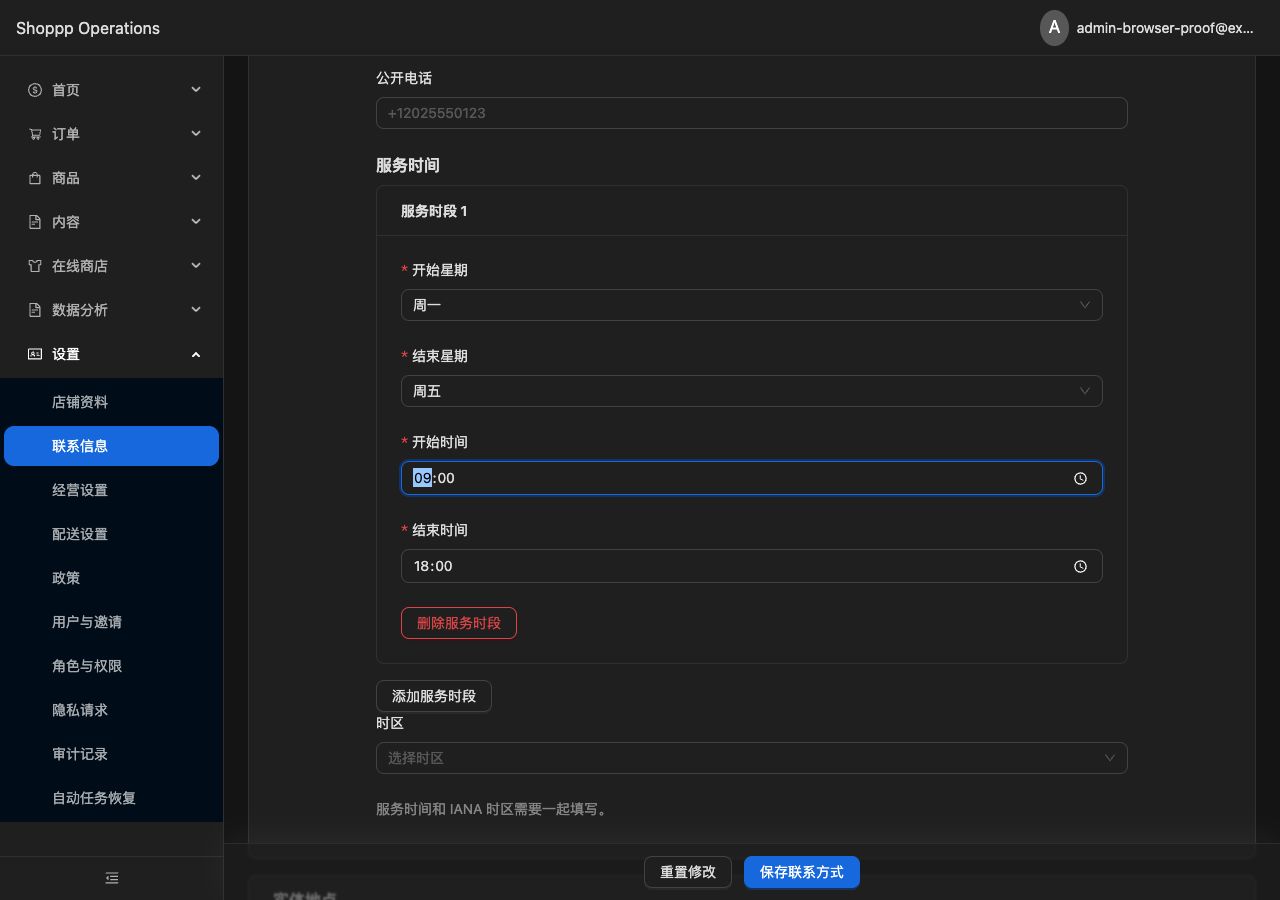 Shoppp Operations
A
admin-browser-proof@ex...
首页
订单
商品
内容
在线商店
数据分析
设置
店铺资料
联系信息
经营设置
配送设置
政策
用户与邀请
角色与权限
隐私请求
审计记录
自动任务恢复
公开电话
+12025550123
服务时间
服务时段 1
* 开始星期
周一
* 结束星期
周五
* 开始时间
09:00
* 结束时间
18:00
删除服务时段
添加服务时段
时区
选择时区
服务时间和 IANA 时区需要一起填写。
重置修改
保存联系方式
实体地点